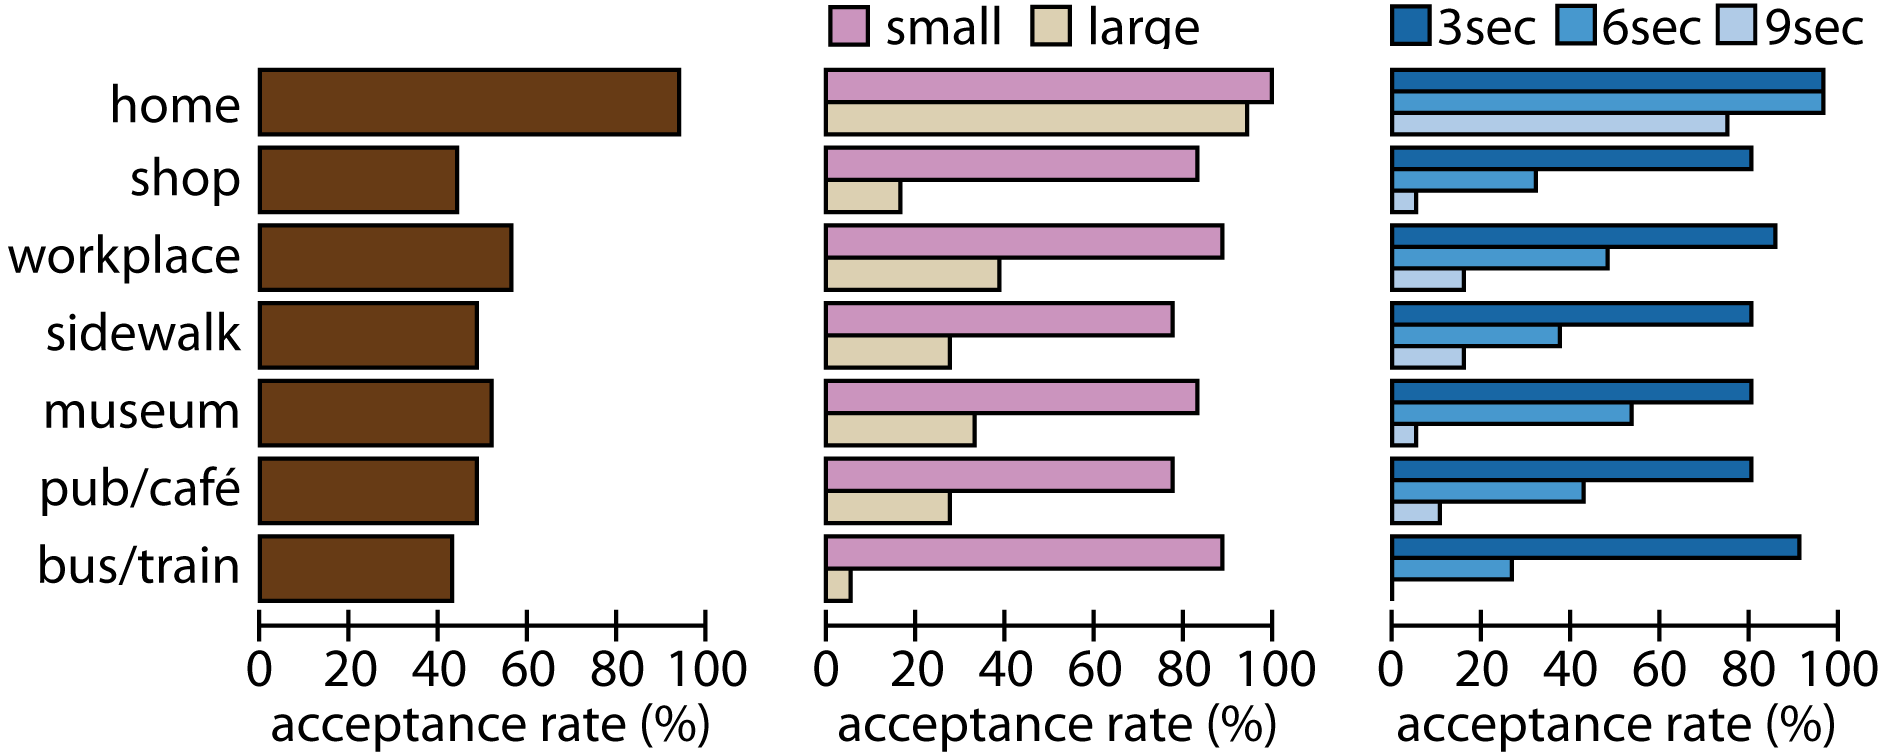 small large
3sec 6sec 9sec
home
shop
workplace
sidewalk
museum
pub/café
bus/train
0 20 40 60 80 100
acceptance rate (%)
0 20 40 60 80 100
acceptance rate (%)
0 20 40 60 80 100
acceptance rate (%)